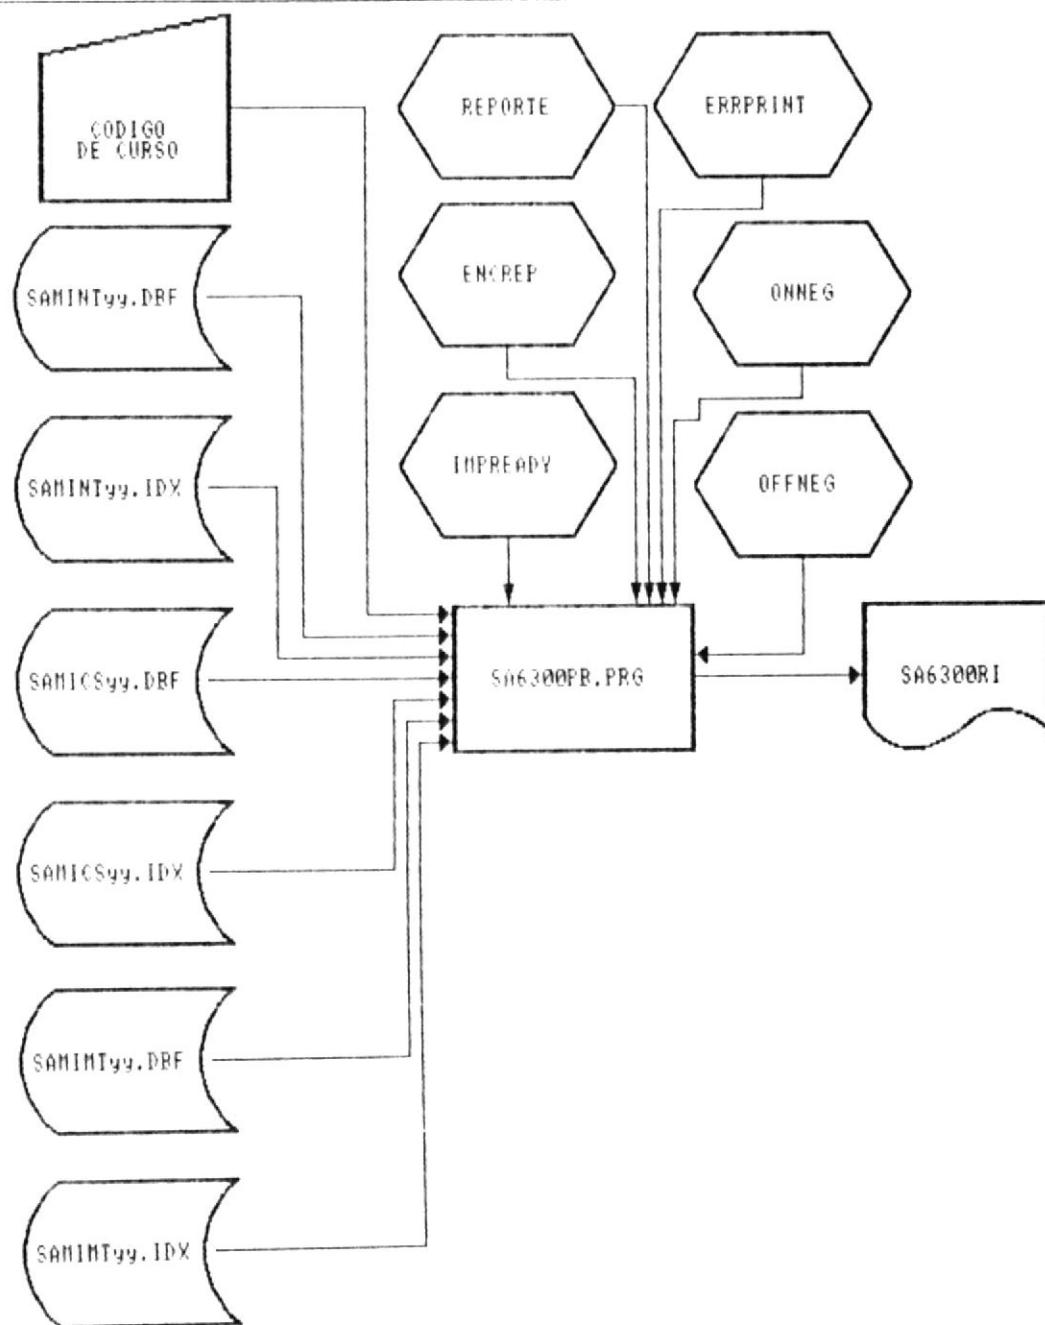 CODIGO
DE CURSO
REPORTE
ERRPRINT
SAMINTyy.DBF
ENCREP
ONNEG
SAMINTyy.IDX
IMPREADY
OFFNEG
SAMICSyy.DBF
SA6300PB.PRG
SA6300RI
SAMICSyy.IDX
SAMIMTyy.DBF
SAMIMTyy.IDX